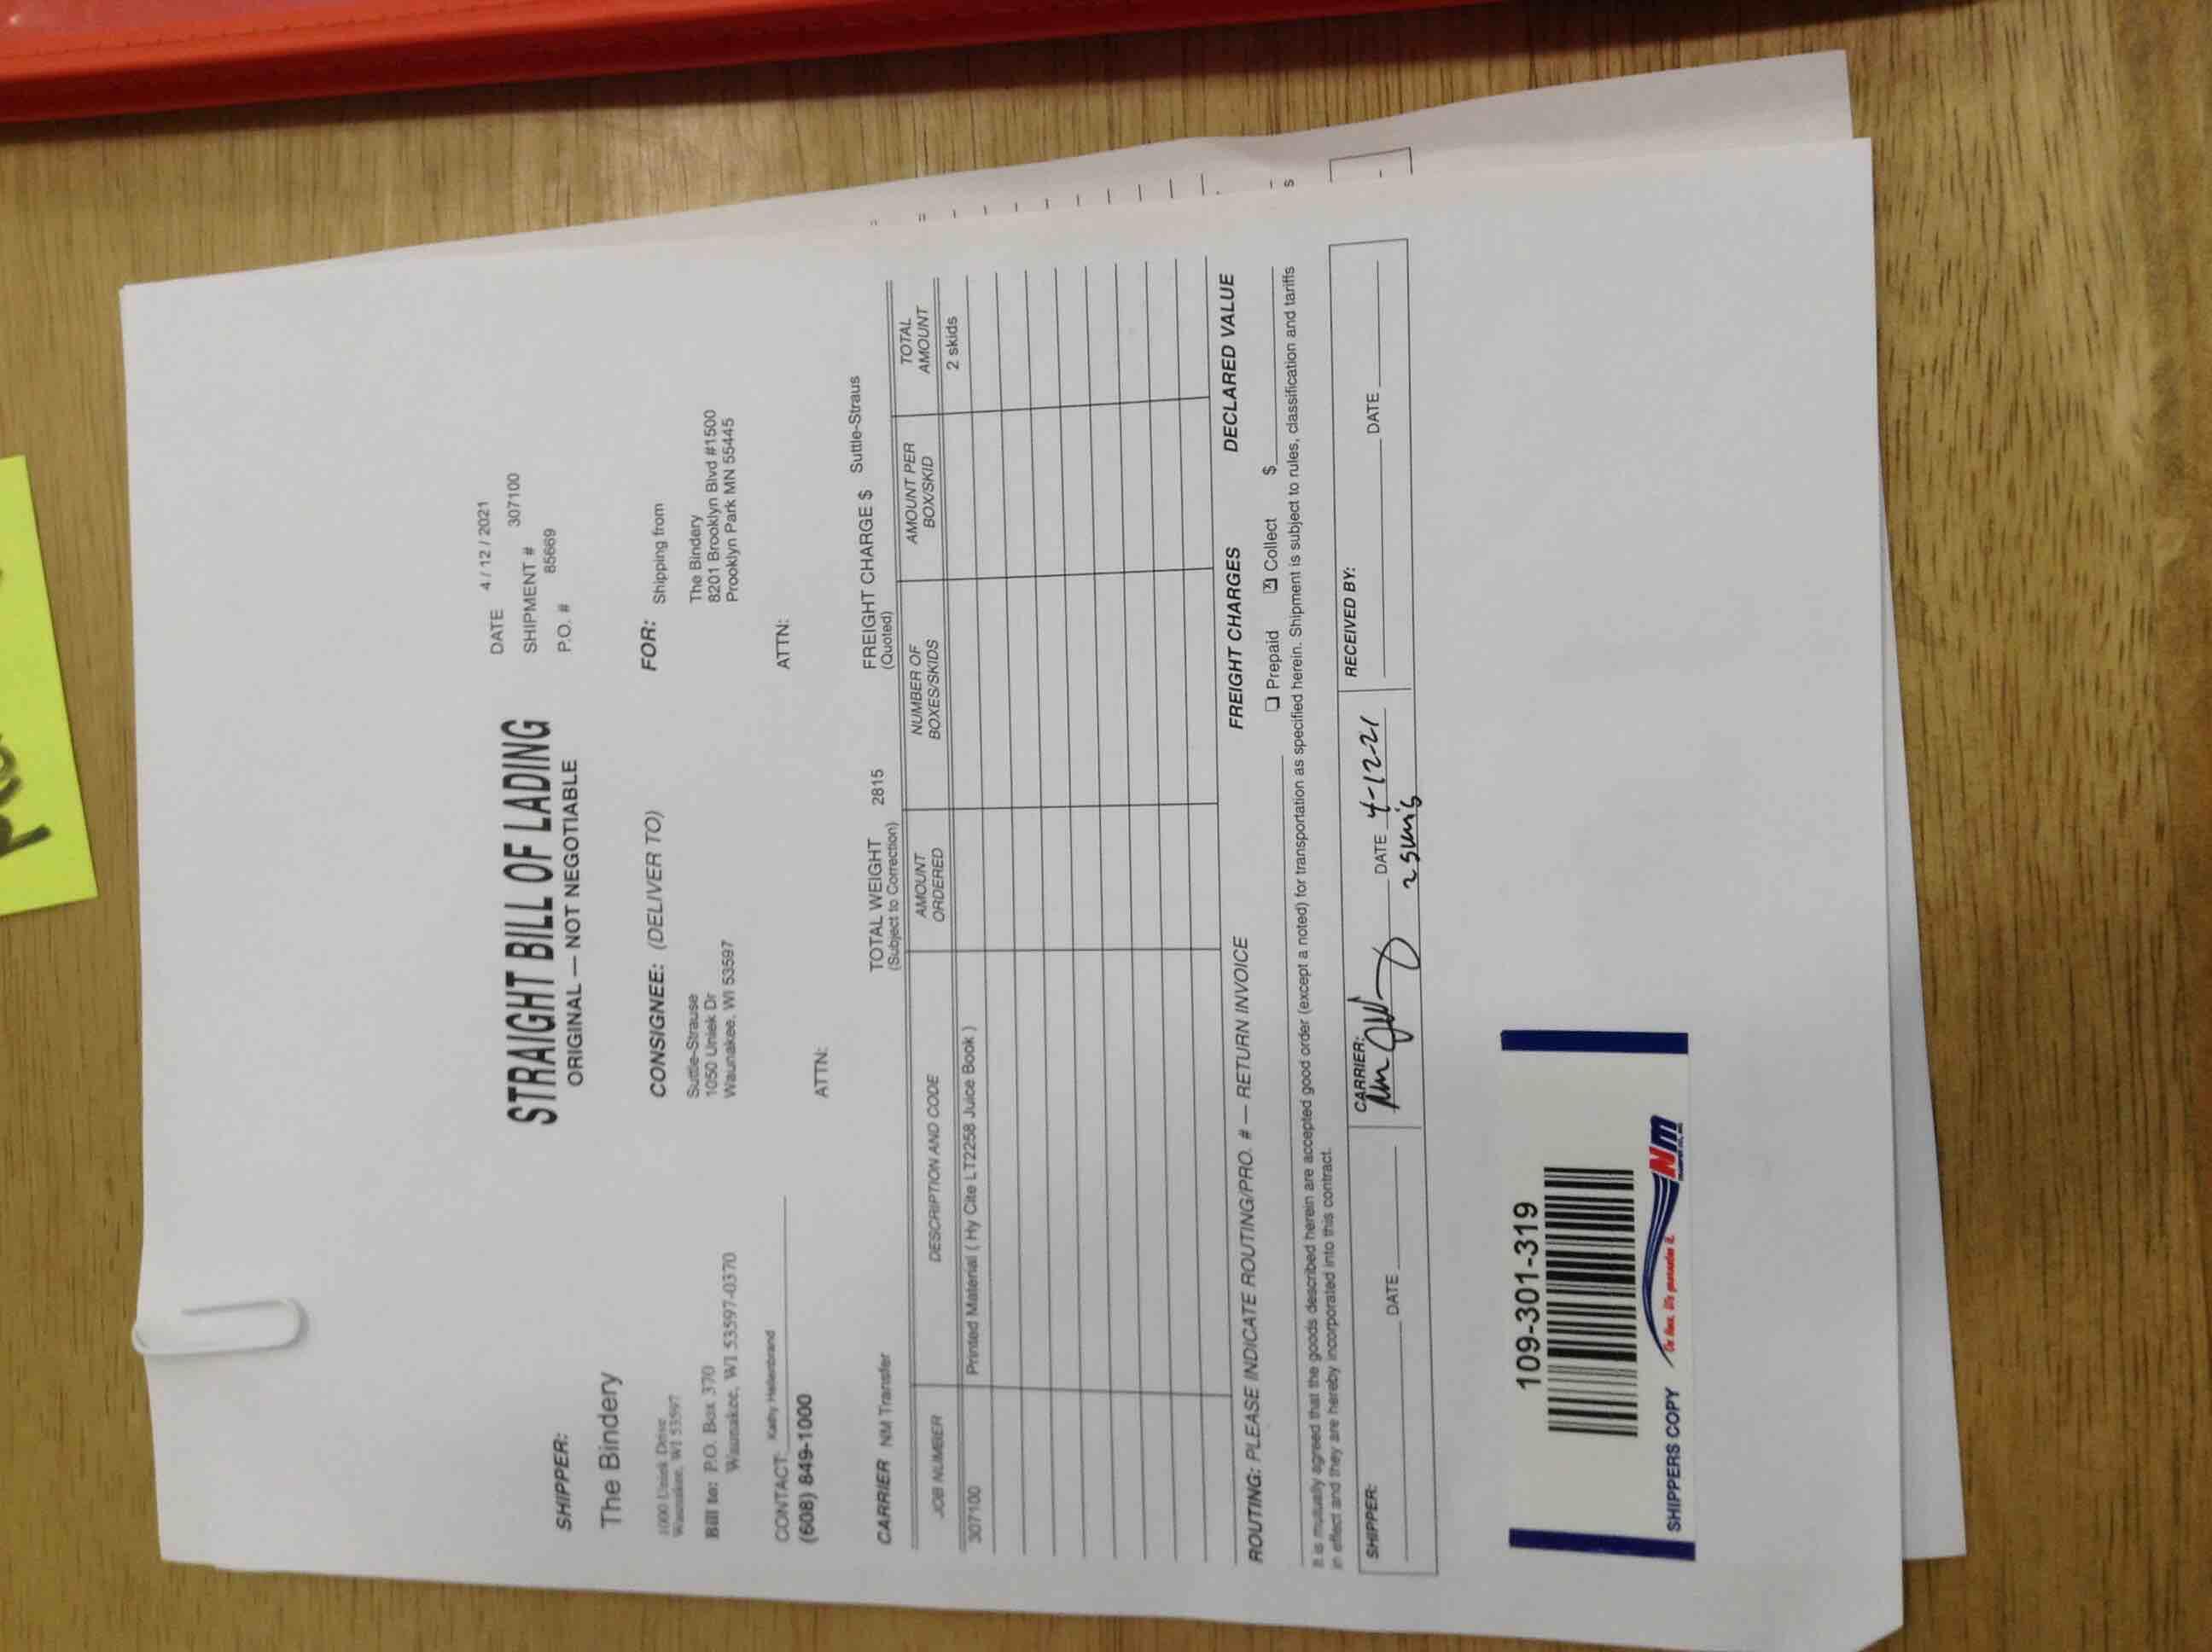 STRAIGHT BILL OF LADING
ORIGINAL — NOT NEGOTIABLE
DATE 4 / 12 / 2021
SHIPMENT # 307100
P.O. # 85669
SHIPPER:
The Bindery
1000 Uniek Drive
Waunakee, WI 53597
Bill to: P.O. Box 370
Waunakee, WI 53597-0370
CONTACT: Kathy Hellenbrand
(608) 849-1000
CONSIGNEE: (DELIVER TO)
Suttle-Strause
1050 Uniek Dr
Waunakee, WI 53597
ATTN:
FOR: Shipping from
The Bindery
8201 Brooklyn Blvd #1500
Prooklyn Park MN 55445
ATTN:
CARRIER NM Transfer
TOTAL WEIGHT 2815
(Subject to Correction)
FREIGHT CHARGE $ Suttle-Straus
(Quoted)
JOB NUMBER DESCRIPTION AND CODE AMOUNT ORDERED NUMBER OF BOXES/SKIDS AMOUNT PER BOX/SKID TOTAL AMOUNT
307100 Printed Material ( Hy Cite LT2258 Juice Book ) 2 skids
ROUTING: PLEASE INDICATE ROUTING/PRO. # — RETURN INVOICE FREIGHT CHARGES DECLARED VALUE
Prepaid Collect $
It is mutually agreed that the goods described herein are accepted good order (except a noted) for transportation as specified herein. Shipment is subject to rules, classification and tariffs
in effect and they are hereby incorporated into this contract.
SHIPPER: CARRIER: RECEIVED BY:
DATE DATE 4-12-21 DATE
109-301-319
SHIPPERS COPY
Nm